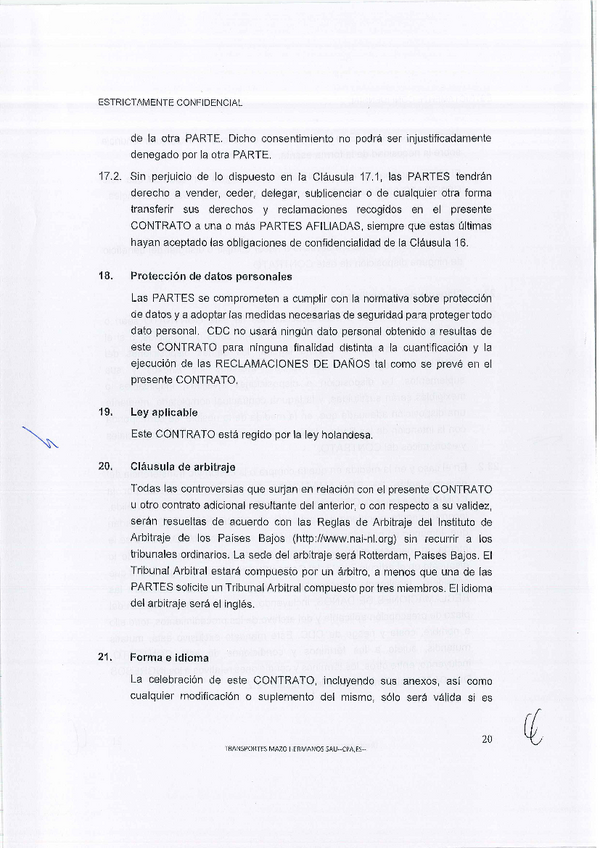 ESTRICTAMENTE CONFIDENCIAL
de la otra PARTE. Dicho consentimiento no podrá ser injustificadamente
denegado por la otra PARTE.
17.2. Sin perjuicio de lo dispuesto en la Cláusula 17.1, las PARTES tendrán
derecho a vender, ceder, delegar, sublicenciar o de cualquier otra forma
transferir sus derechos y reclamaciones recogidos en el presente
CONTRATO a una o más PARTES AFILIADAS, siempre que estas últimas
hayan aceptado las obligaciones de confidencialidad de la Cláusula 16.
18. Protección de datos personales
Las PARTES se comprometen a cumplir con la normativa sobre protección
de datos y a adoptar las medidas necesarias de seguridad para proteger todo
dato personal. CDC no usará ningún dato personal obtenido a resultas de
este CONTRATO para ninguna finalidad distinta a la cuantificación y la
ejecución de las RECLAMACIONES DE DAÑOS tal como se prevé en el
presente CONTRATO.
19. Ley aplicable
Este CONTRATO está regido por la ley holandesa.
20. Cláusula de arbitraje
Todas las controversias que surjan en relación con el presente CONTRATO
u otro contrato adicional resultante del anterior, o con respecto a su validez,
serán resueltas de acuerdo con las Reglas de Arbitraje del Instituto de
Arbitraje de los Países Bajos (http://www.nai-nl.org) sin recurrir a los
tribunales ordinarios. La sede del arbitraje será Rotterdam, Países Bajos. El
Tribunal Arbitral estará compuesto por un árbitro, a menos que una de las
PARTES solicite un Tribunal Arbitral compuesto por tres miembros. El idioma
del arbitraje será el inglés.
21. Forma e idioma
La celebración de este CONTRATO, incluyendo sus anexos, así como
cualquier modificación o suplemento del mismo, sólo será válida si es
20
TRANSPORTES MAZO HERMANOS SAU--